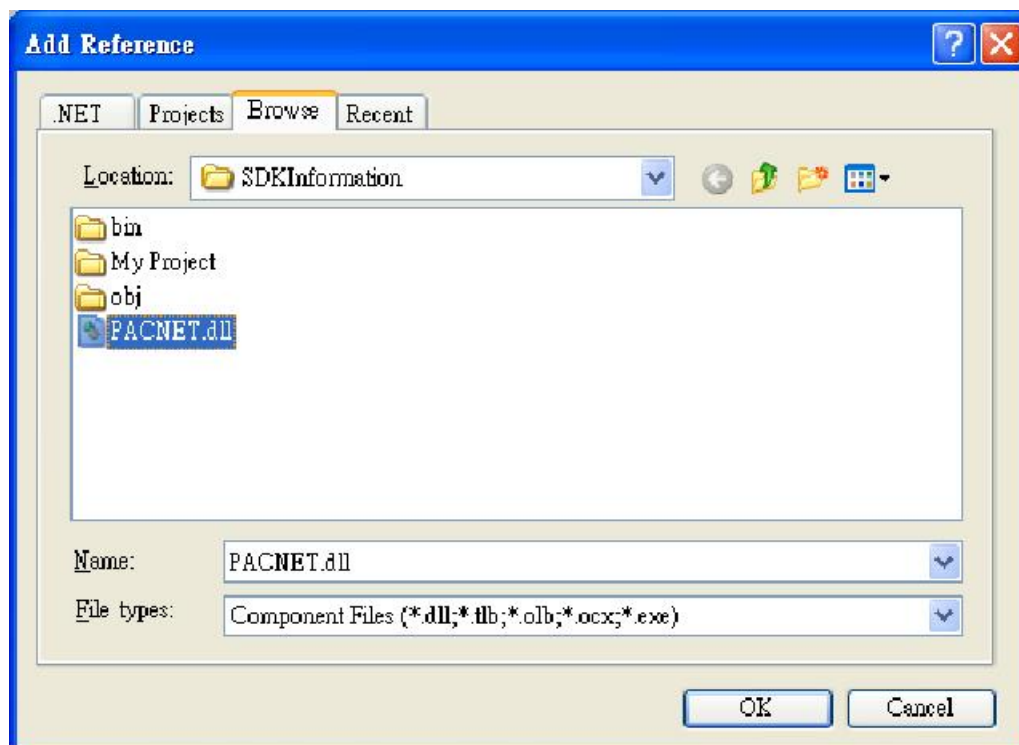 Add Reference
.NET Projects Browse Recent
Location: SDKInformation
bin
My Project
obj
PACNET.dll
Name: PACNET.dll
File types: Component Files (*.dll;*.tlb;*.olb;*.ocx;*.exe)
OK Cancel